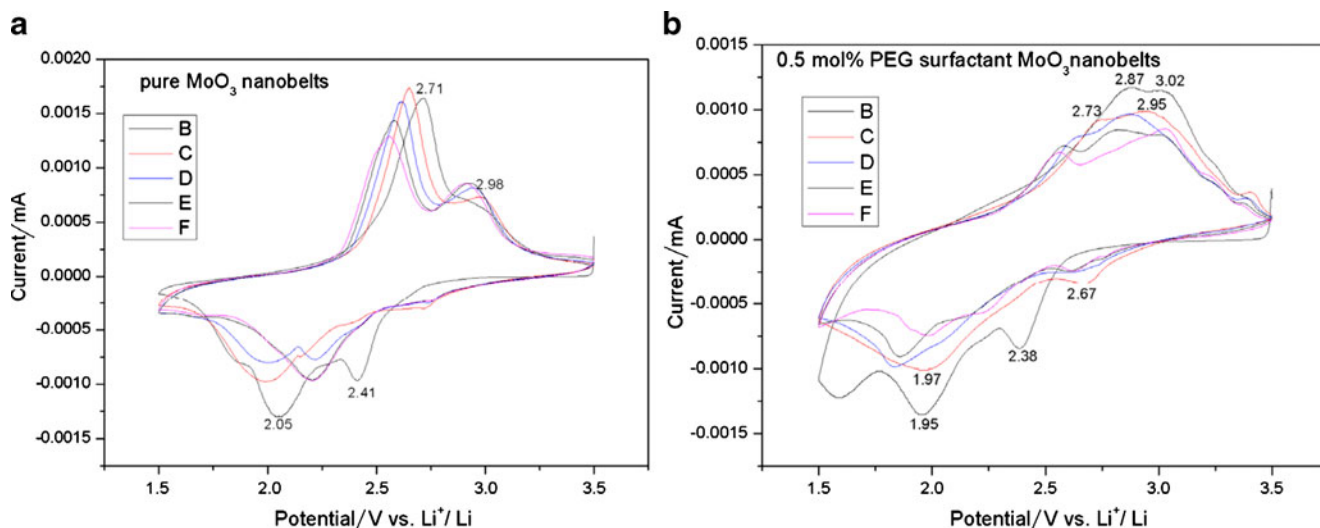 a
pure MoO₃ nanobelts
B
C
D
E
F
2.71
2.98
2.41
2.05
0.0020
0.0015
0.0010
0.0005
0.0000
-0.0005
-0.0010
-0.0015
Current/mA
1.5 2.0 2.5 3.0 3.5
Potential/V vs. Li⁺/ Li
b
0.5 mol% PEG surfactant MoO₃nanobelts
B
C
D
E
F
2.87 3.02
2.73 2.95
2.67
2.38
1.97
1.95
0.0015
0.0010
0.0005
0.0000
-0.0005
-0.0010
-0.0015
Current/mA
1.5 2.0 2.5 3.0 3.5
Potential/V vs. Li⁺/ Li